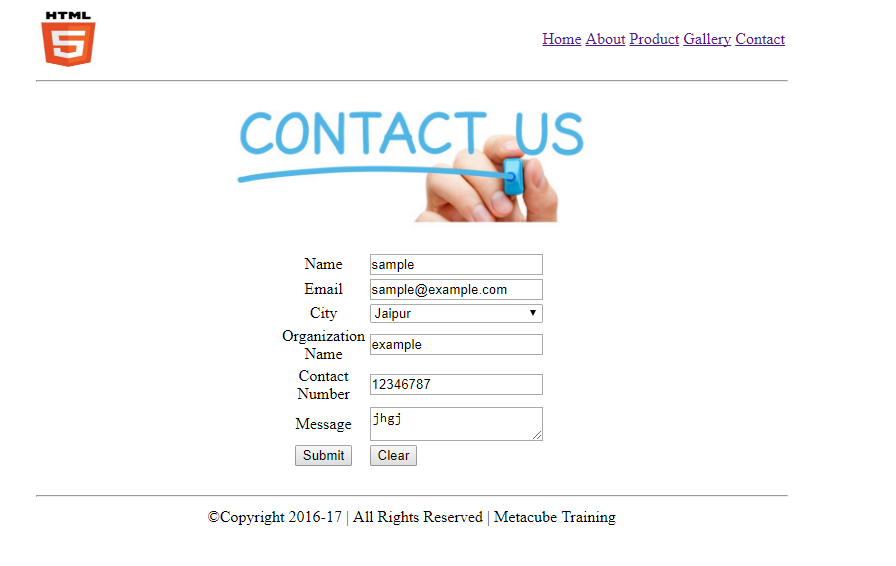 HTML
5
Home About Product Gallery Contact
CONTACT US
Name sample
Email sample@example.com
City Jaipur
Organization
Name example
Contact
Number 12346787
Message jhgj
Submit Clear
©Copyright 2016-17 | All Rights Reserved | Metacube Training